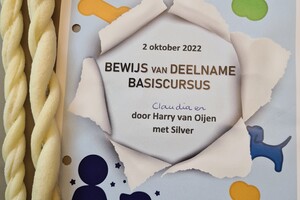 2 oktober 2022
BEWIJS VAN DEELNAME
BASISCURSUS
Claudia en
door Harry van Oijen
met Silver